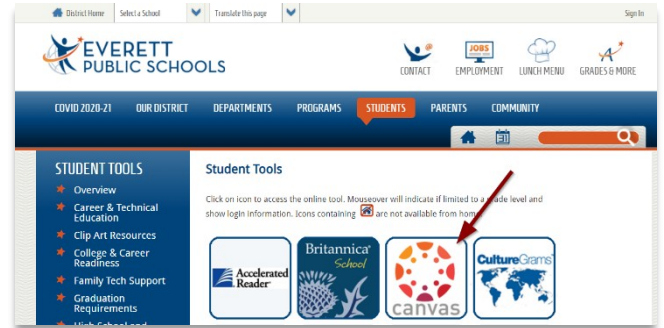 District Home Select a School Translate this page Sign In
EVERETT
PUBLIC SCHOOLS
JOBS
CONTACT EMPLOYMENT LUNCH MENU GRADES & MORE
COVID 2020-21 OUR DISTRICT DEPARTMENTS PROGRAMS STUDENTS PARENTS COMMUNITY
STUDENT TOOLS
Overview
Career & Technical
Education
Clip Art Resources
College & Career
Readiness
Family Tech Support
Graduation
Requirements
High School and
Student Tools
Click on icon to access the online tool. Mouseover will indicate if limited to a grade level and
show login information. Icons containing are not available from home.
Accelerated
Reader
Britannica
School
canvas
CultureGrams